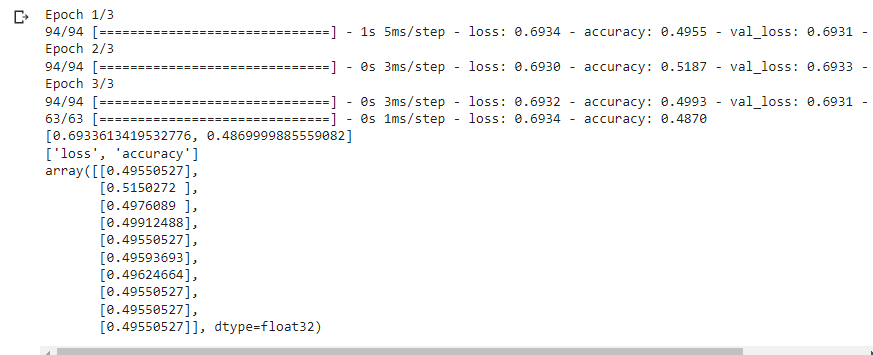 Epoch 1/3
94/94 [==============================] - 1s 5ms/step - loss: 0.6934 - accuracy: 0.4955 - val_loss: 0.6931 -
Epoch 2/3
94/94 [==============================] - 0s 3ms/step - loss: 0.6930 - accuracy: 0.5187 - val_loss: 0.6933 -
Epoch 3/3
94/94 [==============================] - 0s 3ms/step - loss: 0.6932 - accuracy: 0.4993 - val_loss: 0.6931 -
63/63 [==============================] - 0s 1ms/step - loss: 0.6934 - accuracy: 0.4870
[0.6933613419532776, 0.4869999885559082]
['loss', 'accuracy']
array([[0.49550527],
       [0.5150272 ],
       [0.4976089 ],
       [0.49912488],
       [0.49550527],
       [0.49593693],
       [0.49624664],
       [0.49550527],
       [0.49550527],
       [0.49550527]], dtype=float32)